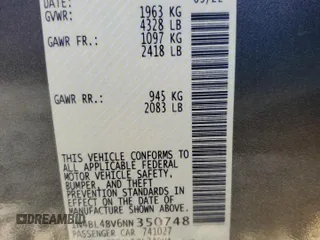 DATE:
GVWR: 1963 KG
4328 LB
GAWR FR: 1097 KG
2418 LB
GAWR RR: 945 KG
2083 LB
THIS VEHICLE CONFORMS TO
ALL APPLICABLE FEDERAL
MOTOR VEHICLE SAFETY,
BUMPER, AND THEFT
PREVENTION STANDARDS
IN EFFECT ON THE DATE OF
MANUFACTURE SHOWN ABOVE.
1N4BL4BV6NN350748
PASSENGER CAR 741027